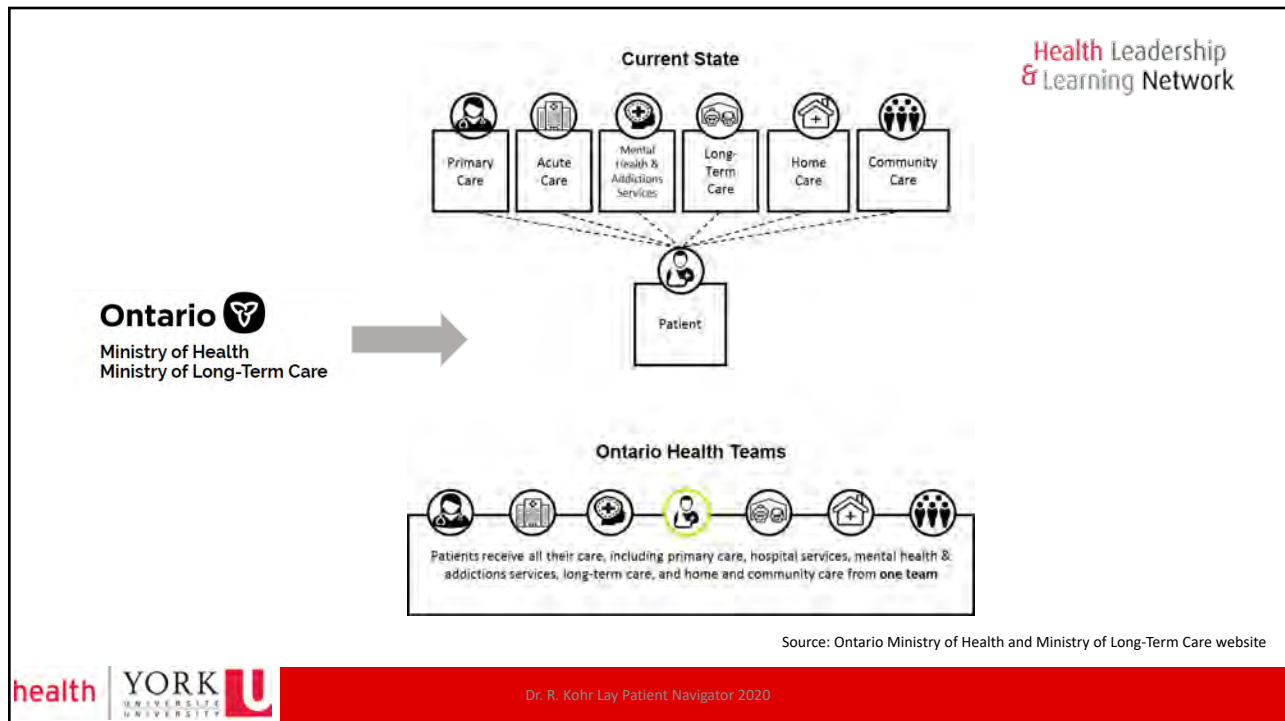 Current State
Health Leadership
& Learning Network
Primary
Care
Acute
Care
Mental
Health &
Addictions
Services
Long-
Term
Care
Home
Care
Community
Care
Patient
Ontario
Ministry of Health
Ministry of Long-Term Care
Ontario Health Teams
Patients receive all their care, including primary care, hospital services, mental health &
addictions services, long-term care, and home and community care from one team
Source: Ontario Ministry of Health and Ministry of Long-Term Care website
health
YORK U
UNIVERSITÉ
UNIVERSITY
Dr. R. Kohr Lay Patient Navigator 2020